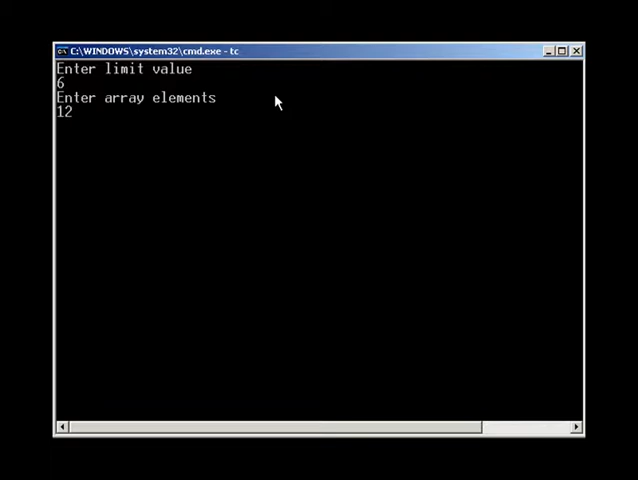 C:\WINDOWS\system32\cmd.exe - tc
Enter limit value
6
Enter array elements
12